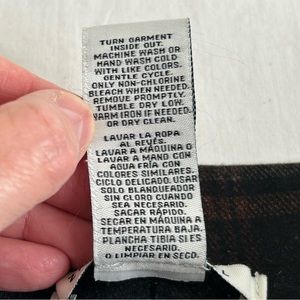 TURN GARMENT
INSIDE OUT.
MACHINE WASH OR
HAND WASH COLD
WITH LIKE COLORS.
GENTLE CYCLE.
ONLY NON-CHLORINE
BLEACH WHEN NEEDED.
REMOVE PROMPTLY.
TUMBLE DRY LOW.
WARM IRON IF NEEDED.
OR DRY CLEAN.
LAVAR LA ROPA
AL REVÉS.
LAVAR A MÁQUINA O
LAVAR A MANO CON
AGUA FRÍA CON
COLORES SIMILARES.
CICLO DELICADO. USAR
SOLO BLANQUEADOR
SIN CLORO CUANDO
SEA NECESARIO.
SACAR RÁPIDO.
SECAR A MÁQUINA A
TEMPERATURA BAJA.
PLANCHA TIBIA SI ES
NECESARIO.
O LIMPIAR EN SECO.